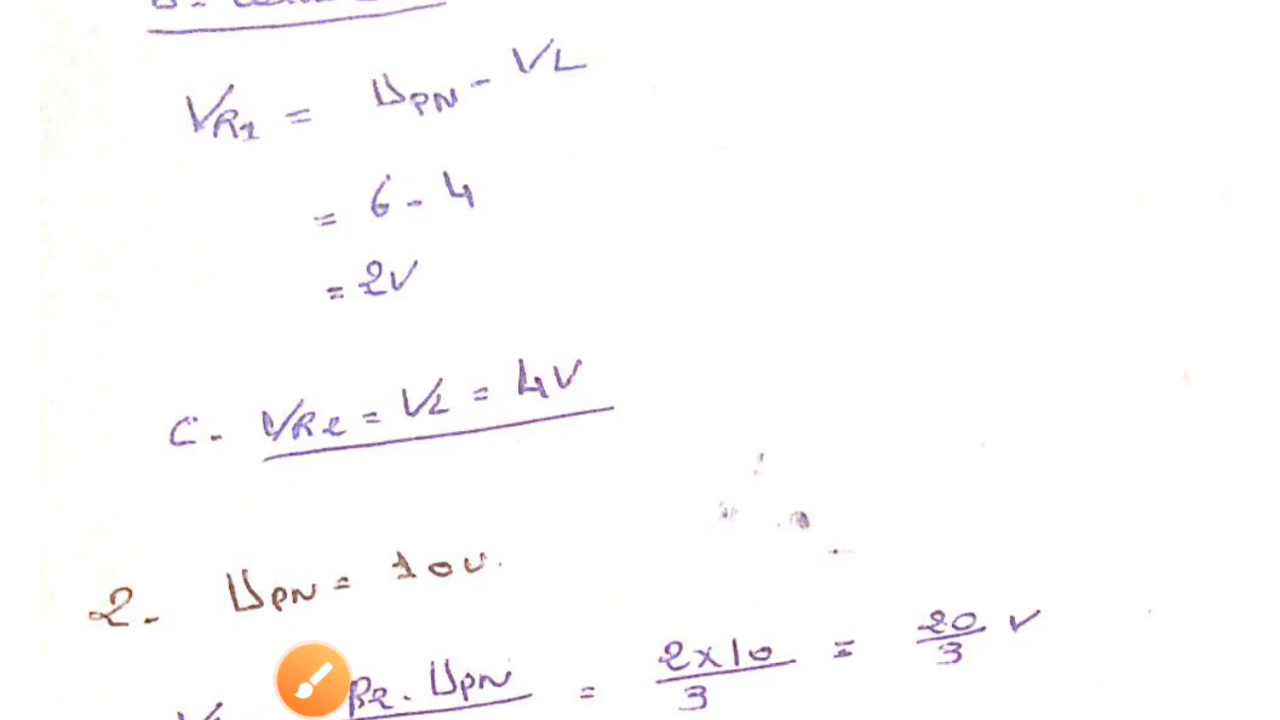 VR1 = UPN - VL
= 6 - 4
= 2V
C. VR2 = VL = 4V
2. UPN = 10V.
R2. UPN = 2x10/3 = 20/3 V